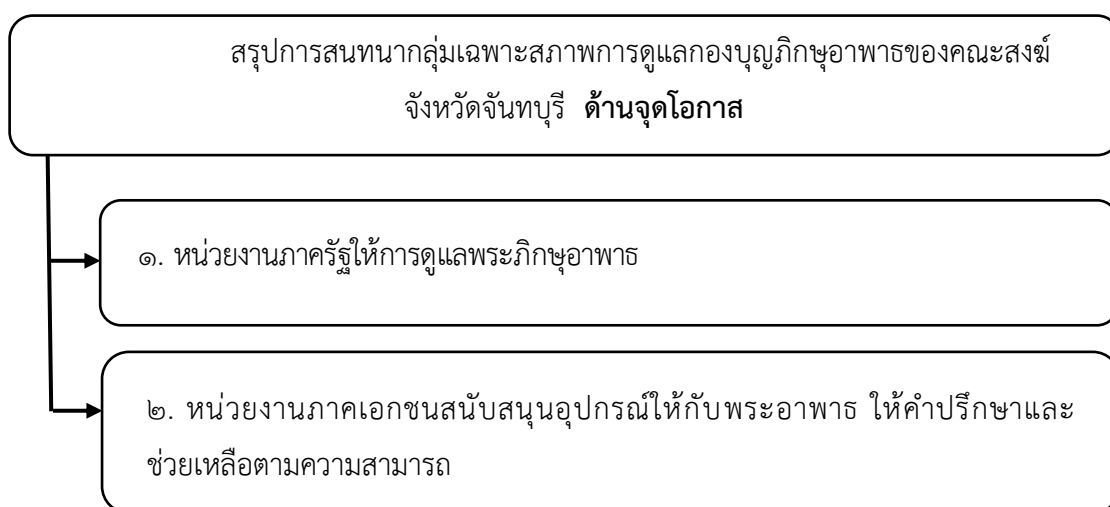 สรุปการสนทนากลุ่มเฉพาะสภาพการดูแลกองบุญภิกษุอาพาธของคณะสงฆ์
จังหวัดจันทบุรี ด้านจุดโอกาส
๑. หน่วยงานภาครัฐให้การดูแลพระภิกษุอาพาธ
๒. หน่วยงานภาคเอกชนสนับสนุนอุปกรณ์ให้กับพระอาพาธ ให้คำปรึกษาและ
ช่วยเหลือตามความสามารถ